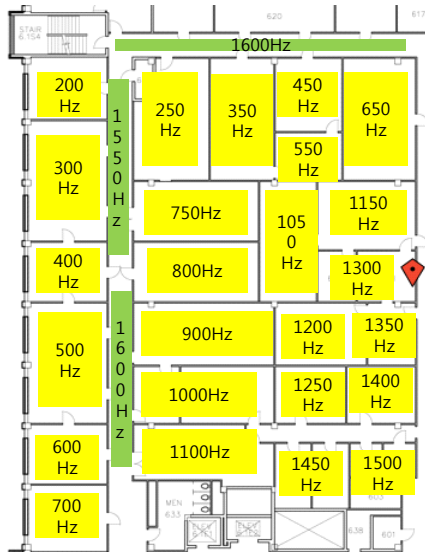 STAIR
6.1S4
620
617
1600Hz
200
Hz
250
Hz
350
Hz
450
Hz
650
Hz
1
5
5
0
H
z
300
Hz
550
Hz
750Hz
105
0
Hz
1150
Hz
400
Hz
800Hz
1300
Hz
1
6
0
0
H
z
500
Hz
900Hz
1200
Hz
1350
Hz
1000Hz
1250
Hz
1400
Hz
600
Hz
1100Hz
1450
Hz
1500
Hz
700
Hz
MEN
633
ELEV
ELEV
638
601